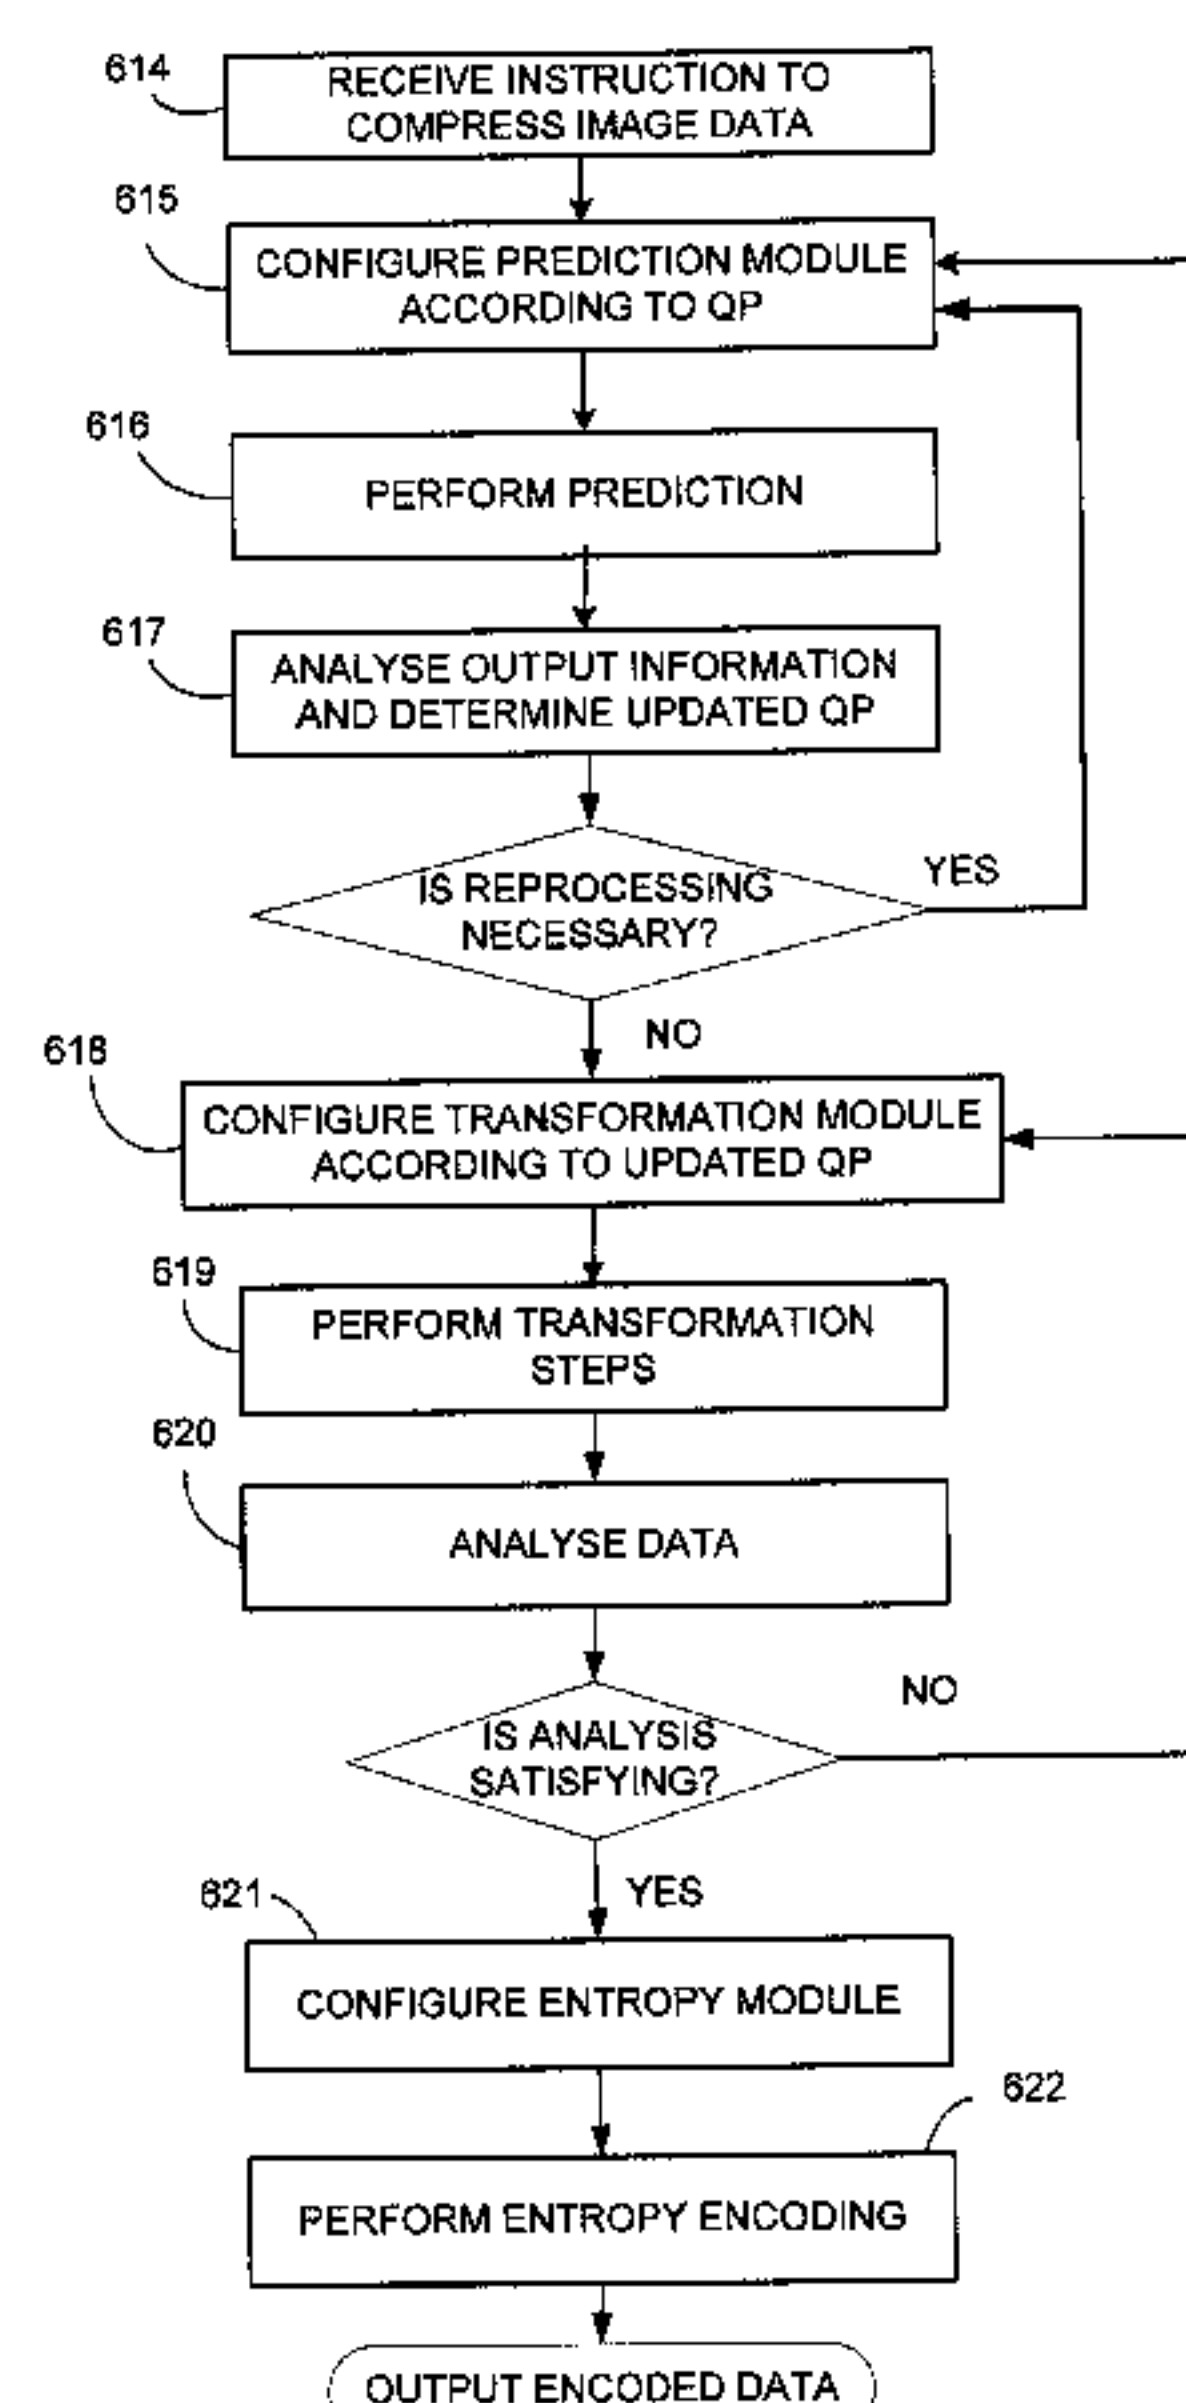 614
RECEIVE INSTRUCTION TO
COMPRESS IMAGE DATA
615
CONFIGURE PREDICTION MODULE
ACCORDING TO QP
616
PERFORM PREDICTION
617
ANALYSE OUTPUT INFORMATION
AND DETERMINE UPDATED QP
IS REPROCESSING
NECESSARY?
YES
NO
618
CONFIGURE TRANSFORMATION MODULE
ACCORDING TO UPDATED QP
619
PERFORM TRANSFORMATION
STEPS
620
ANALYSE DATA
NO
IS ANALYSIS
SATISFYING?
YES
621
CONFIGURE ENTROPY MODULE
622
PERFORM ENTROPY ENCODING
OUTPUT ENCODED DATA